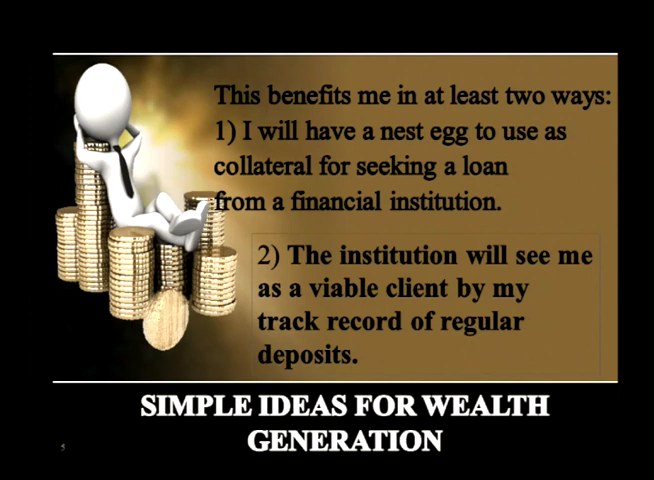 This benefits me in at least two ways:
1) I will have a nest egg to use as
collateral for seeking a loan
from a financial institution.
2) The institution will see me
as a viable client by my
track record of regular
deposits.
SIMPLE IDEAS FOR WEALTH
GENERATION
5